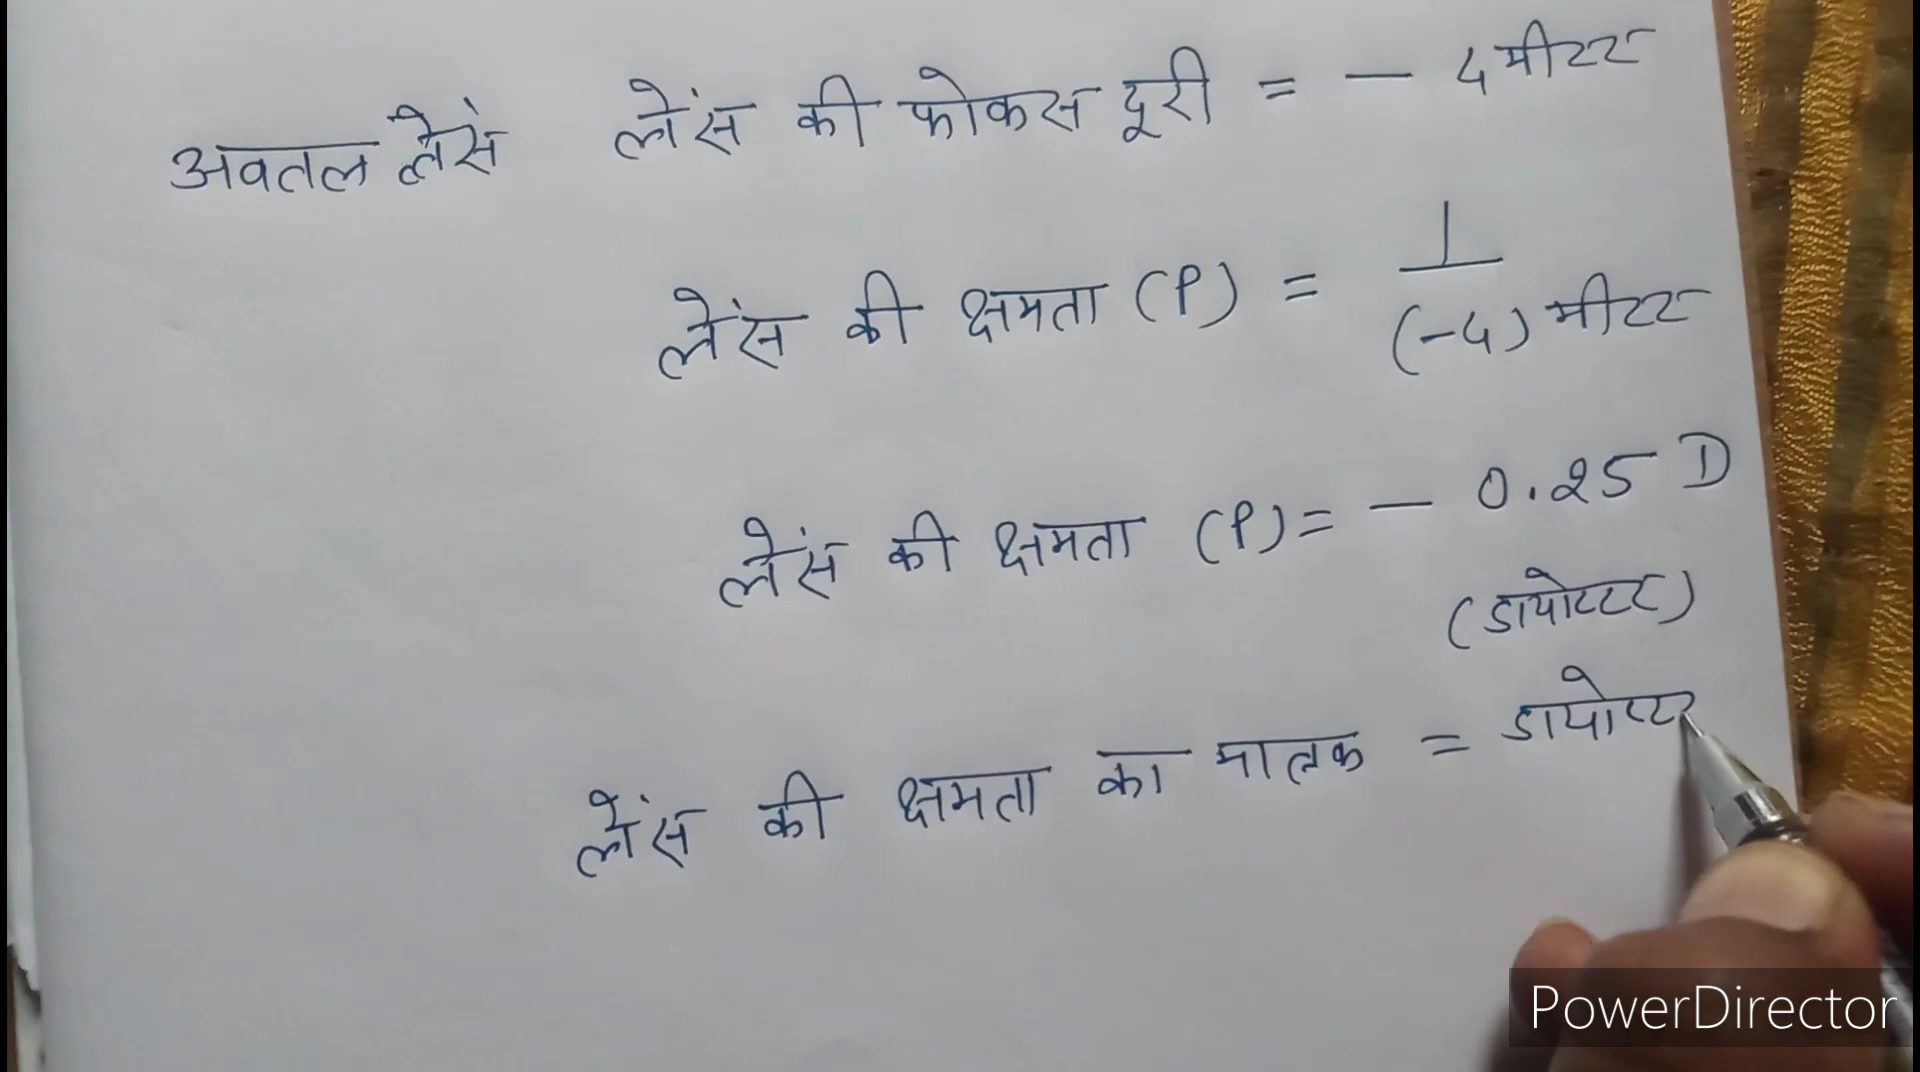 अवतल लेंस लेंस की फोकस दूरी = - 4 मीटर
लेंस की क्षमता (P) = 1
(-4) मीटर
लेंस की क्षमता (P) = - 0.25 D
(डायोप्टर)
लेंस की क्षमता का मात्रक = डायोप्टर
PowerDirector